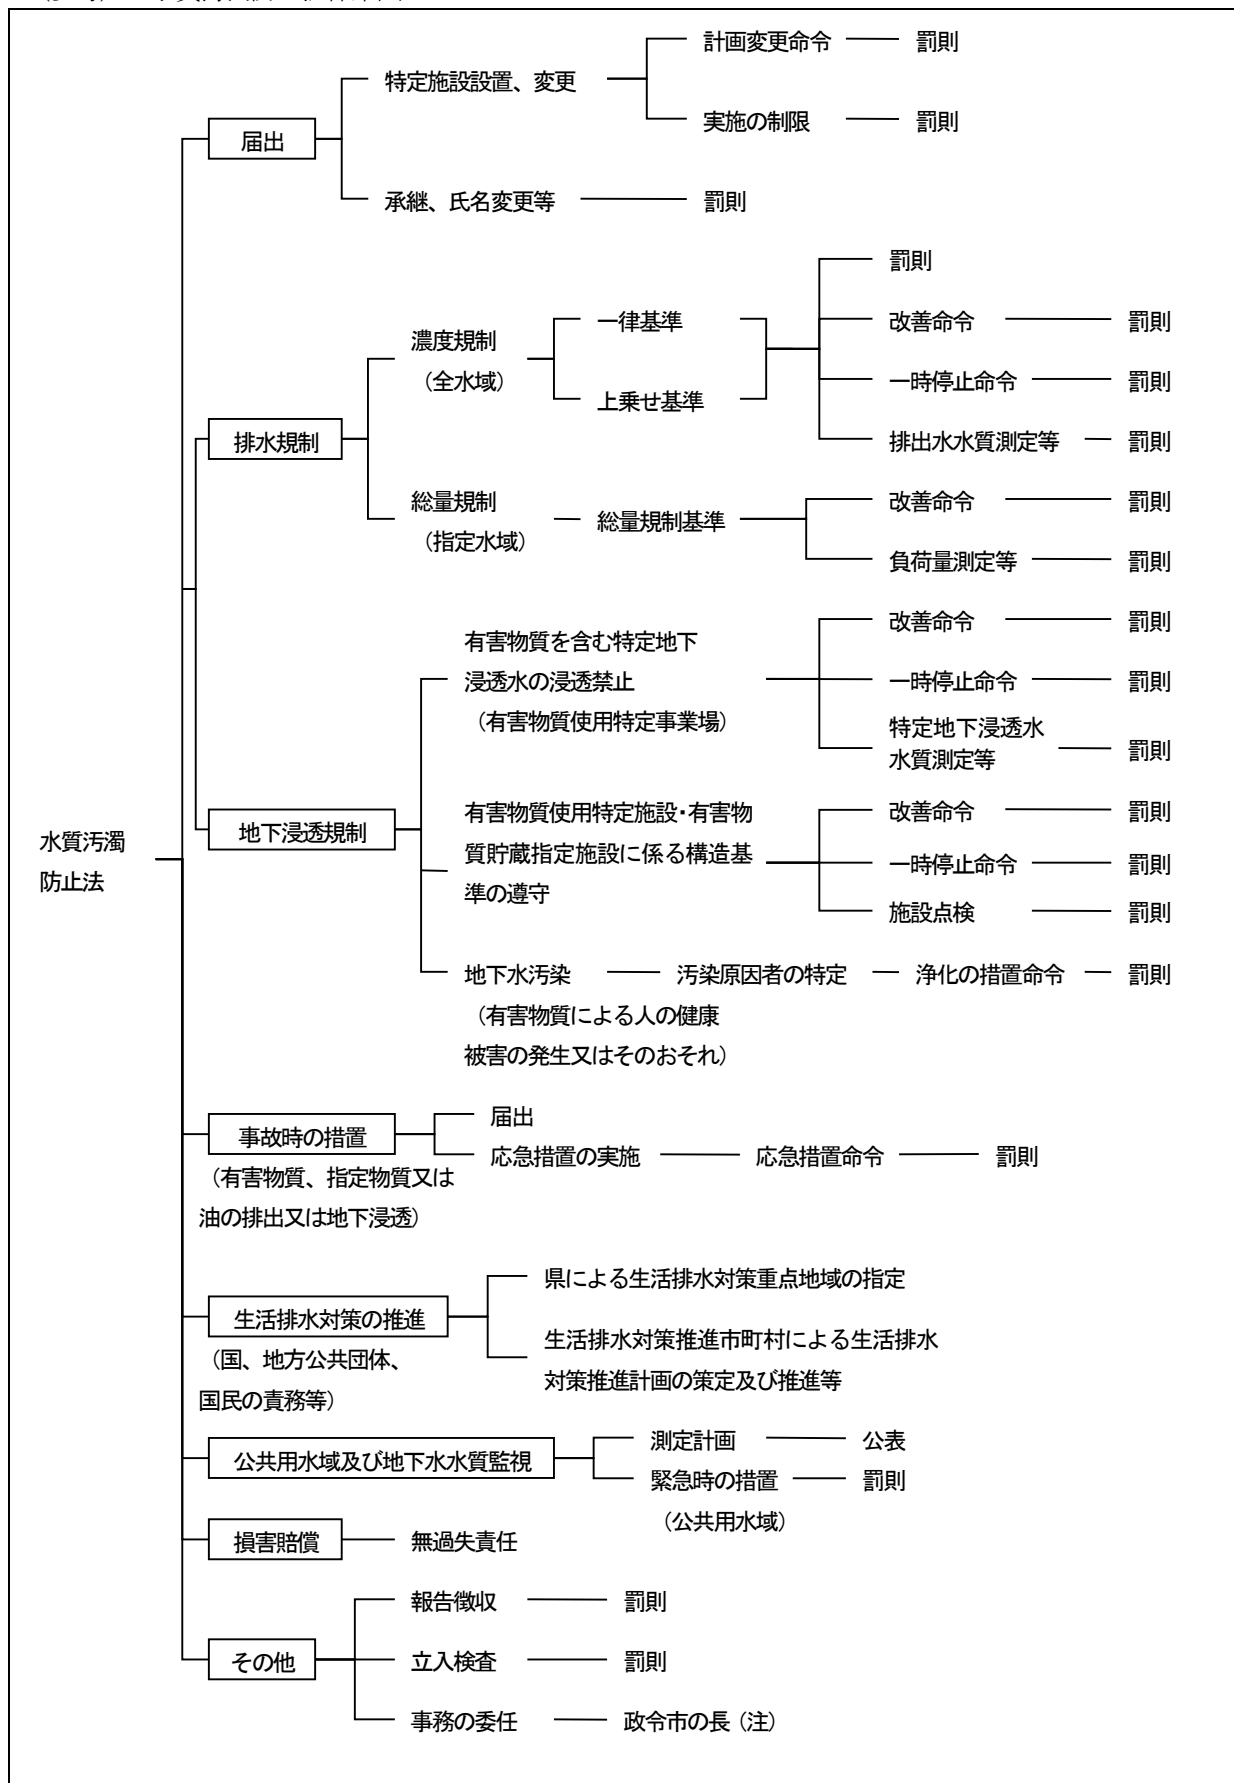 計画変更命令 罰則
特定施設設置、変更
実施の制限 罰則
届出
承継、氏名変更等 罰則
罰則
一律基準 改善命令 罰則
濃度規制
（全水域）
一時停止命令 罰則
上乗せ基準
排水規制 排出水水質測定等 罰則
総量規制 改善命令 罰則
（指定水域） 総量規制基準
負荷量測定等 罰則
改善命令 罰則
有害物質を含む特定地下
浸透水の浸透禁止 一時停止命令 罰則
（有害物質使用特定事業場） 特定地下浸透水
水質測定等 罰則
有害物質使用特定施設・有害物 改善命令 罰則
地下浸透規制
水質汚濁
防止法
質貯蔵指定施設に係る構造基 一時停止命令 罰則
準の遵守 施設点検 罰則
地下水汚染 汚染原因者の特定 浄化の措置命令 罰則
（有害物質による人の健康
被害の発生又はそのおそれ）
届出
事故時の措置 応急措置の実施 応急措置命令 罰則
（有害物質、指定物質又は
油の排出又は地下浸透）
県による生活排水対策重点地域の指定
生活排水対策の推進 生活排水対策推進市町村による生活排水
対策推進計画の策定及び推進等
（国、地方公共団体、
国民の責務等）
測定計画 公表
公共用水域及び地下水水質監視
緊急時の措置 罰則
（公共用水域）
損害賠償 無過失責任
報告徴収 罰則
その他 立入検査 罰則
事務の委任 政令市の長（注）